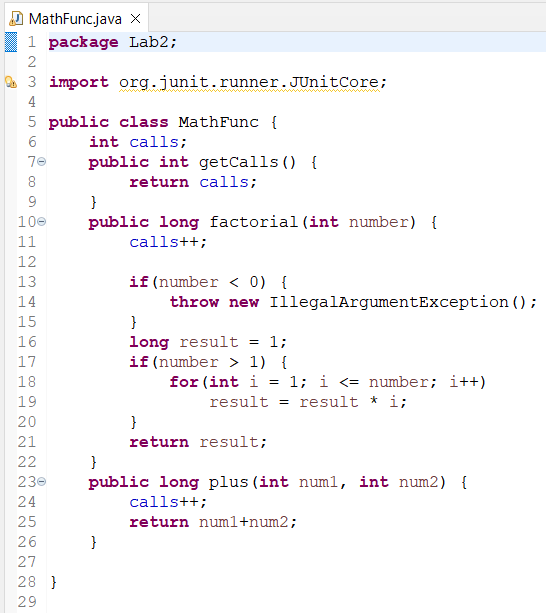 MathFunc.java
1 package Lab2;
2
3 import org.junit.runner.JUnitCore;
4
5 public class MathFunc {
6     int calls;
7     public int getCalls() {
8         return calls;
9     }
10     public long factorial(int number) {
11         calls++;
12
13         if(number < 0) {
14             throw new IllegalArgumentException();
15         }
16         long result = 1;
17         if(number > 1) {
18             for(int i = 1; i <= number; i++)
19                 result = result * i;
20         }
21         return result;
22     }
23     public long plus(int num1, int num2) {
24         calls++;
25         return num1+num2;
26     }
27
28 }
29